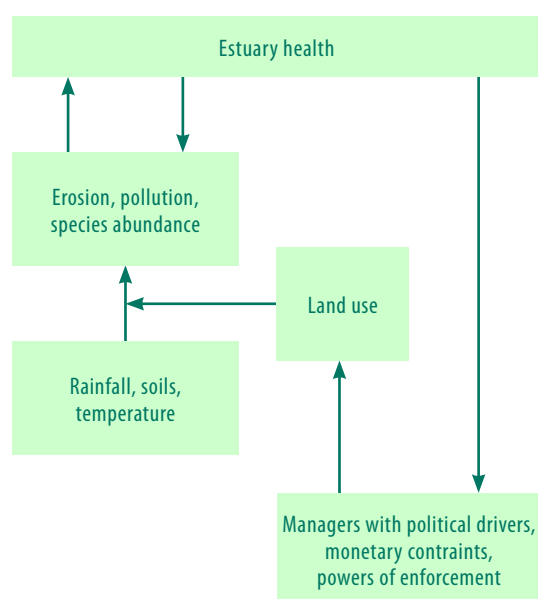 Estuary health
Erosion, pollution,
species abundance
Land use
Rainfall, soils,
temperature
Managers with political drivers,
monetary contraints,
powers of enforcement